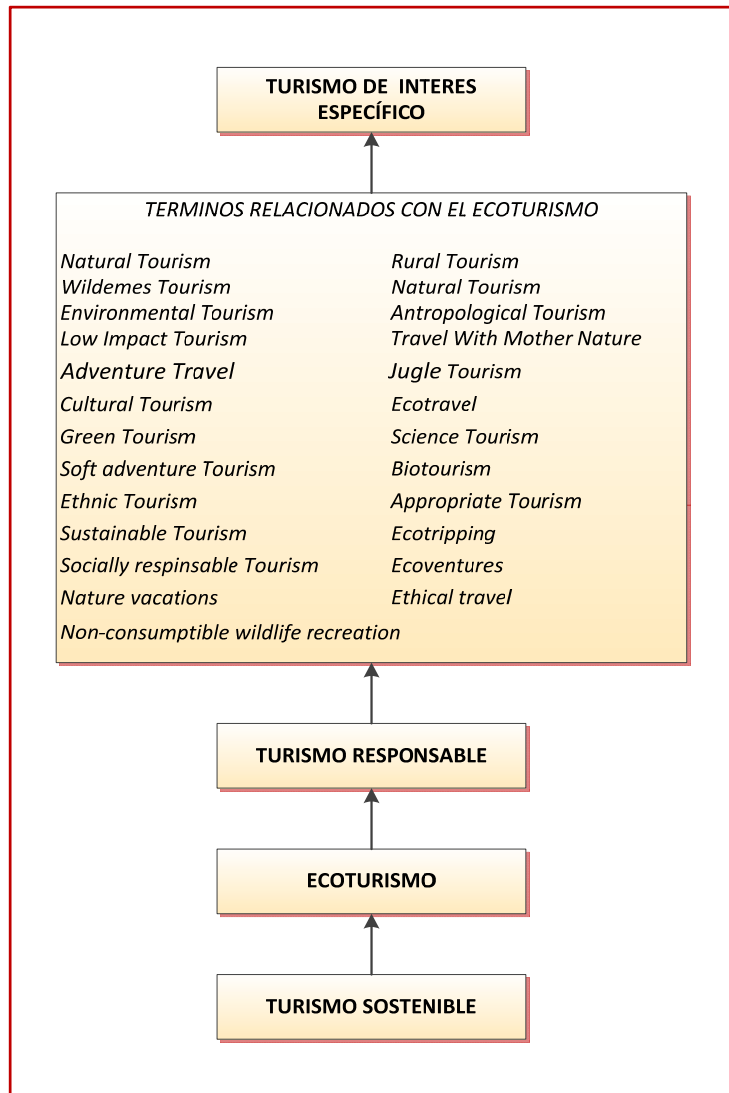 TURISMO DE INTERES
ESPECÍFICO
TERMINOS RELACIONADOS CON EL ECOTURISMO
Natural Tourism
Wildemes Tourism
Environmental Tourism
Low Impact Tourism
Adventure Travel
Cultural Tourism
Green Tourism
Soft adventure Tourism
Ethnic Tourism
Sustainable Tourism
Socially respinsable Tourism
Nature vacations
Non-consumptible wildlife recreation
Rural Tourism
Natural Tourism
Antropological Tourism
Travel With Mother Nature
Jugle Tourism
Ecotravel
Science Tourism
Biotourism
Appropriate Tourism
Ecotripping
Ecoventures
Ethical travel
TURISMO RESPONSABLE
ECOTURISMO
TURISMO SOSTENIBLE